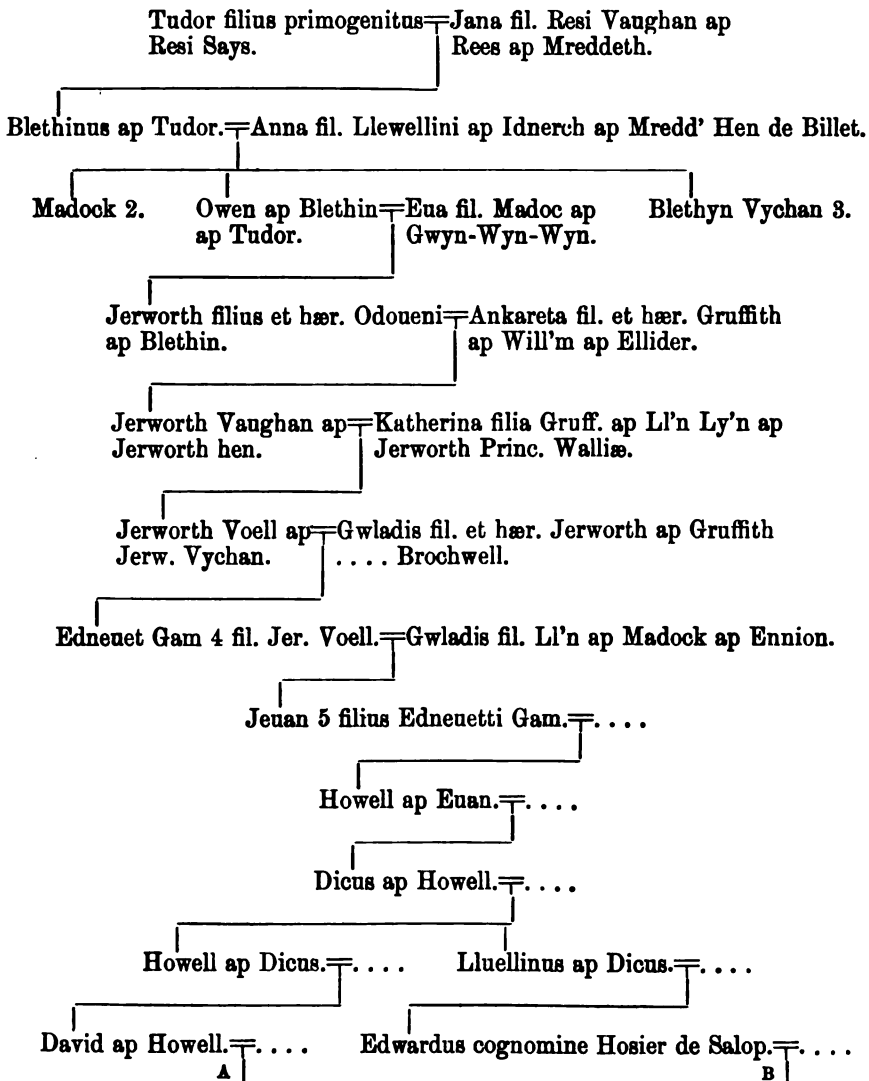 Tudor filius primogenitus=Jana fil. Resi Vaughan ap
Resi Says. Rees ap Mreddeth.
Blethinus ap Tudor.=Anna fil. Llewellini ap Idnerch ap Mredd' Hen de Billet.
Madock 2. Owen ap Blethin=Eua fil. Madoc ap Blethyn Vychan 3.
ap Tudor. Gwyn-Wyn-Wyn.
Jerworth filius et hær. Odoueni=Ankareta fil. et hær. Gruffith
ap Blethin. ap Will'm ap Ellider.
Jerworth Vaughan ap=Katherina filia Gruff. ap Ll'n Ly'n ap
Jerworth hen. Jerworth Princ. Walliæ.
Jerworth Voell ap=Gwladis fil. et hær. Jerworth ap Gruffith
Jerw. Vychan. . . . . Brochwell.
Edneuet Gam 4 fil. Jer. Voell.=Gwladis fil. Ll'n ap Madock ap Ennion.
Jeuan 5 filius Edneuetti Gam.=. . . .
Howell ap Euan.=. . . .
Dicus ap Howell.=. . . .
Howell ap Dicus.=. . . . Lluellinus ap Dicus.=. . . .
David ap Howell.=. . . . Edwardus cognomine Hosier de Salop.=. . . .
A B